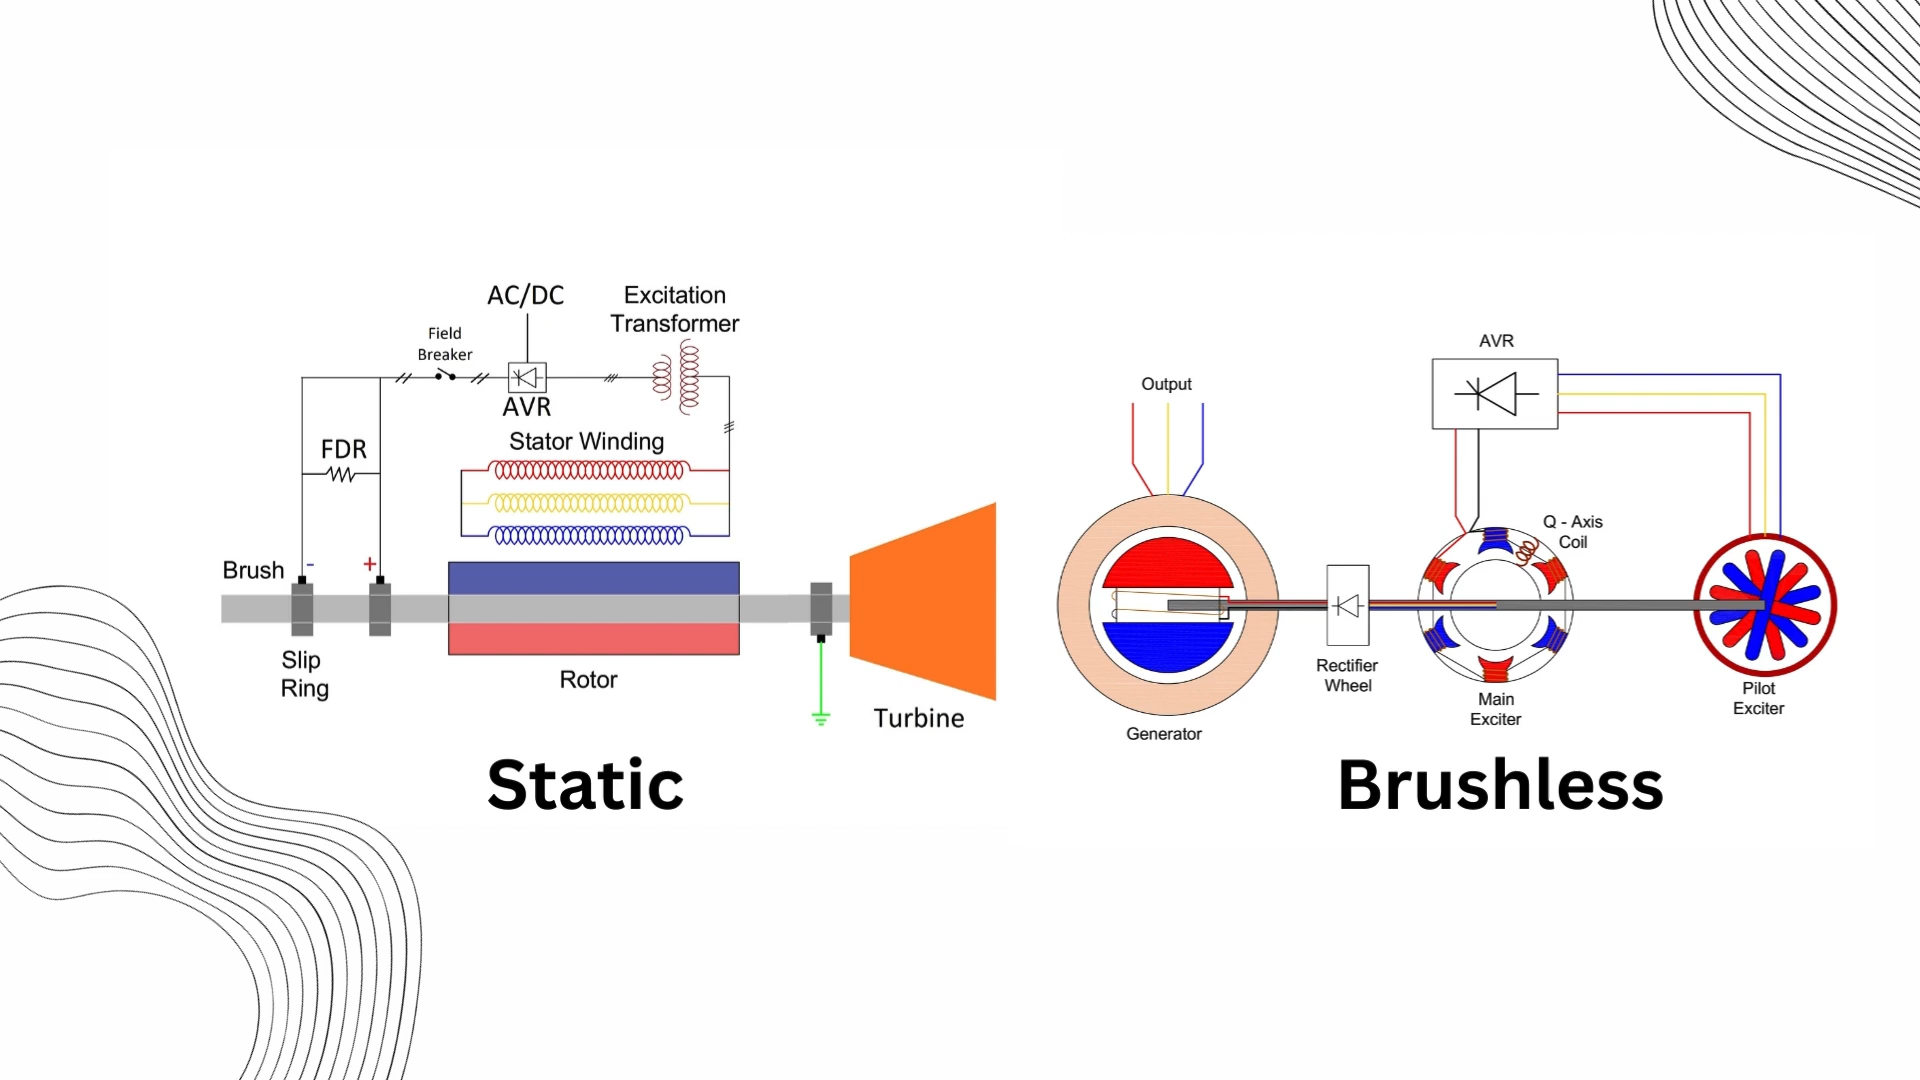 AC/DC
Excitation
Transformer
Field
Breaker
AVR
Stator Winding
FDR
Brush
-
+
Slip
Ring
Rotor
Turbine
Static
AVR
Output
Q - Axis
Coil
Rectifier
Wheel
Main
Exciter
Pilot
Exciter
Generator
Brushless